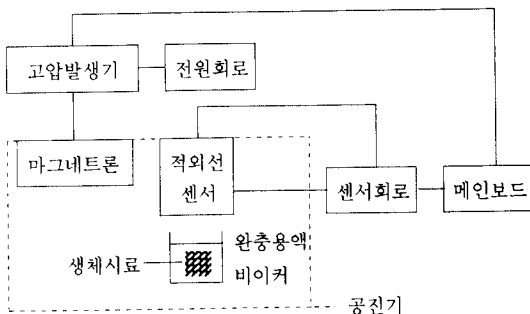 고압발생기
전원회로
마그네트론
적외선
센서
센서회로
메인보드
완충용액
생체시료
비이커
공진기